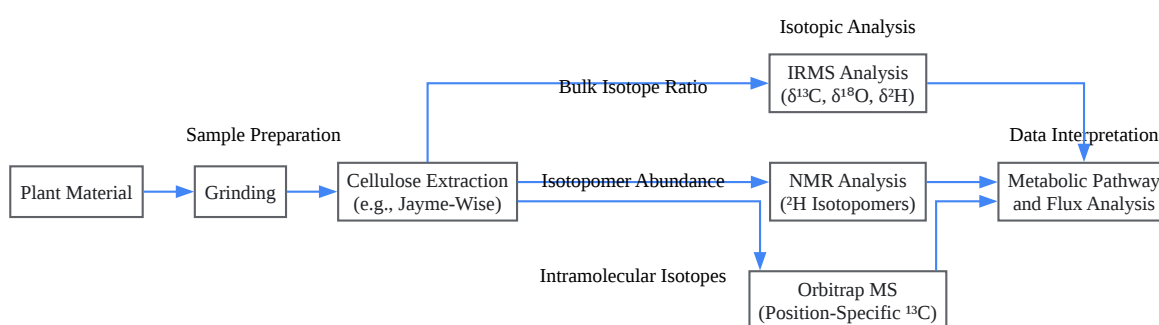 Isotopic Analysis
IRMS Analysis
(δ¹³C, δ¹⁸O, δ²H)
Bulk Isotope Ratio
Sample Preparation
Data Interpretation
Plant Material
Grinding
Cellulose Extraction
(e.g., Jayme-Wise)
Isotopomer Abundance
NMR Analysis
(²H Isotopomers)
Metabolic Pathway
and Flux Analysis
Intramolecular Isotopes
Orbitrap MS
(Position-Specific ¹³C)